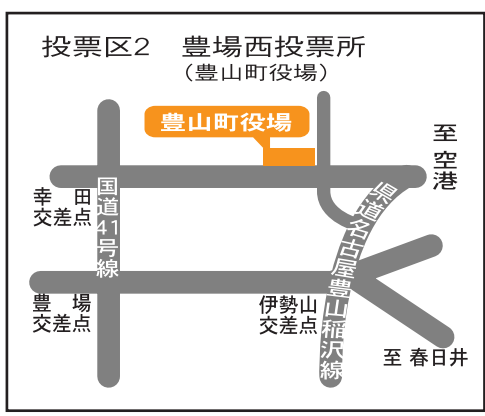 投票区2 豊場西投票所
（豊山町役場）
豊山町役場
至
空
港
幸 田
交差点
国道41号線
県道名古屋豊山稲沢線
豊 場
交差点
伊勢山
交差点
至 春日井